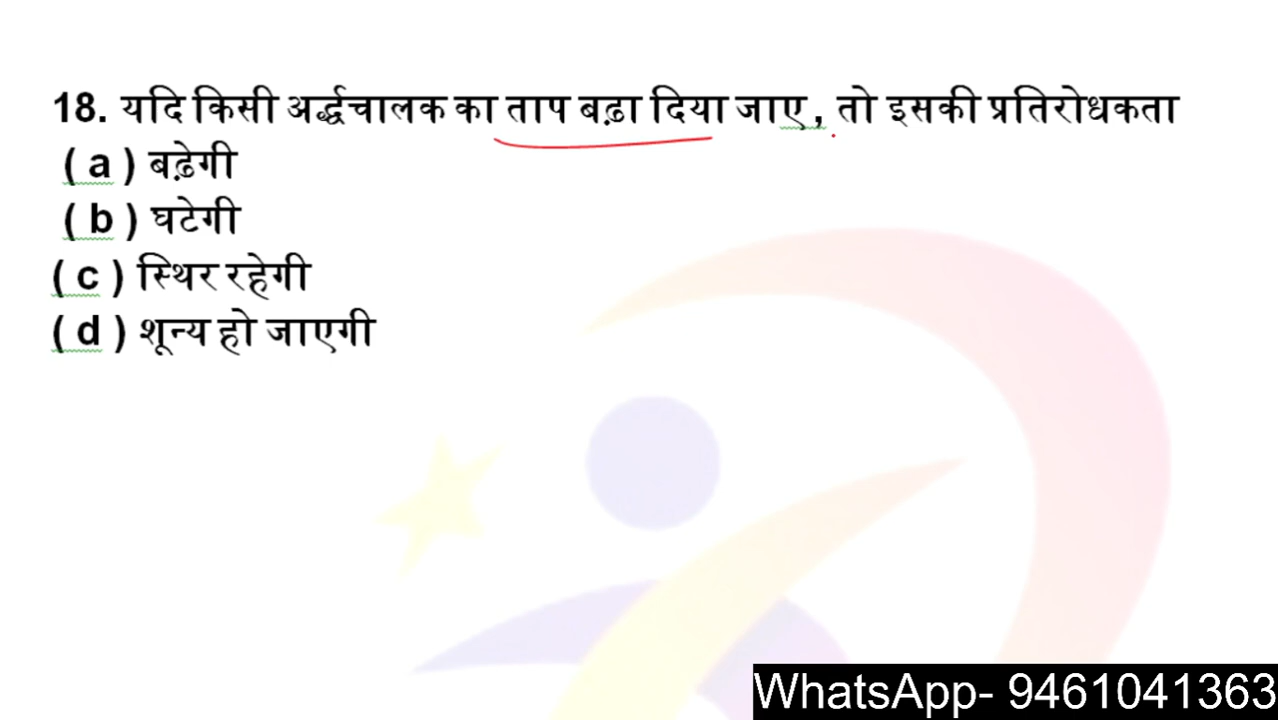 18. यदि किसी अर्द्धचालक का ताप बढ़ा दिया जाए, तो इसकी प्रतिरोधकता
( a ) बढ़ेगी
( b ) घटेगी
( c ) स्थिर रहेगी
( d ) शून्य हो जाएगी
WhatsApp- 9461041363